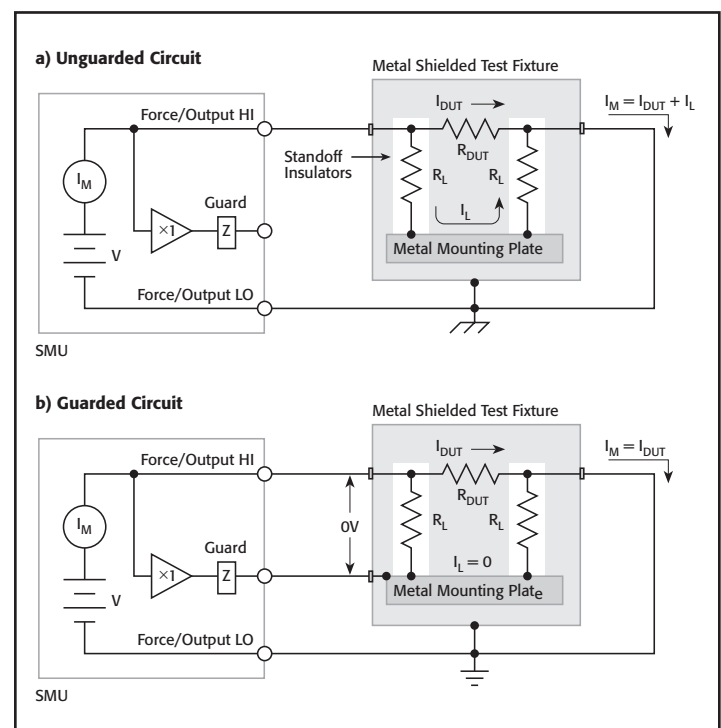 a) Unguarded Circuit
Metal Shielded Test Fixture
Force/Output HI
I_DUT
I_M = I_DUT + I_L
R_DUT
Standoff
Insulators
R_L
R_L
I_M
Guard
×1
Z
I_L
V
Metal Mounting Plate
Force/Output LO
SMU
b) Guarded Circuit
Metal Shielded Test Fixture
Force/Output HI
I_DUT
I_M = I_DUT
R_DUT
0V
R_L
R_L
I_M
Guard
×1
Z
I_L = 0
V
Metal Mounting Plate
Force/Output LO
SMU